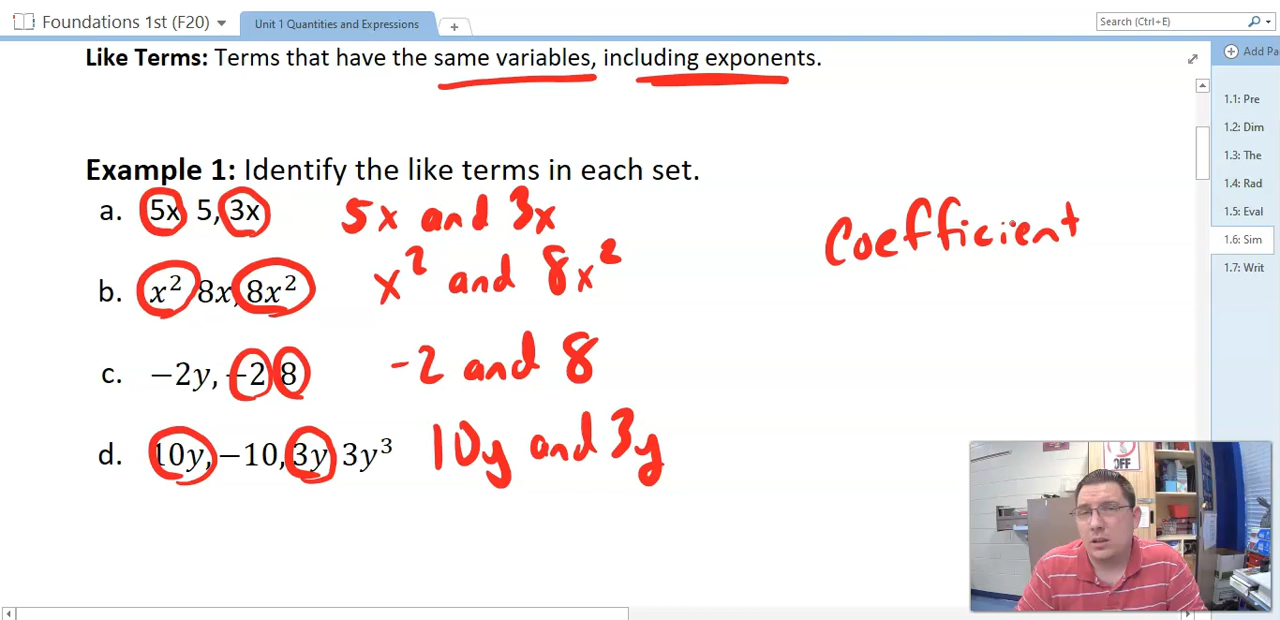 Foundations 1st (F20)
Unit 1 Quantities and Expressions
Search (Ctrl+E)
Like Terms: Terms that have the same variables, including exponents.
Add Pa
1.1: Pre
1.2: Dim
1.3: The
1.4: Rad
1.5: Eval
1.6: Sim
1.7: Writ
Example 1: Identify the like terms in each set.
a. 5x, 5, 3x 5x and 3x
Coefficient
b. x², 8x, 8x² x² and 8x²
c. −2y, −2, 8 -2 and 8
d. 10y, −10, 3y, 3y³ 10y and 3y
OFF